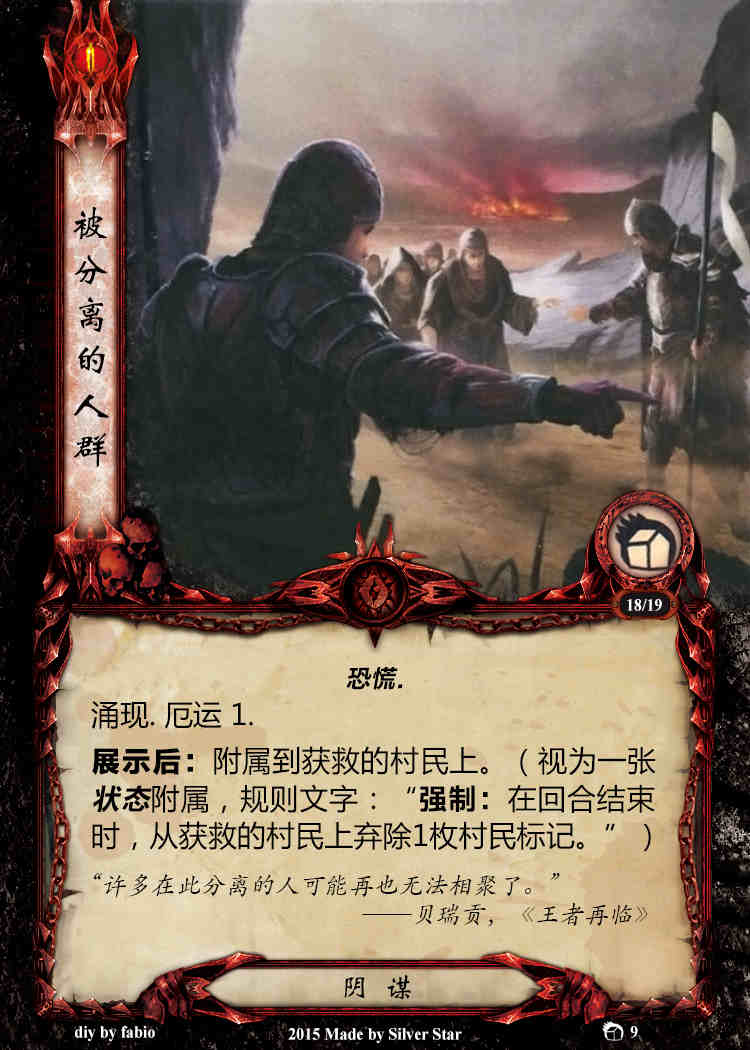 被分离的人群
18/19
恐慌.
涌现. 厄运 1.
展示后：附属到获救的村民上。（视为一张
状态附属，规则文字：“强制：在回合结束
时，从获救的村民上弃除1枚村民标记。”）
“许多在此分离的人可能再也无法相聚了。”
——贝瑞贡，《王者再临》
阴谋
diy by fabio
2015 Made by Silver Star
9